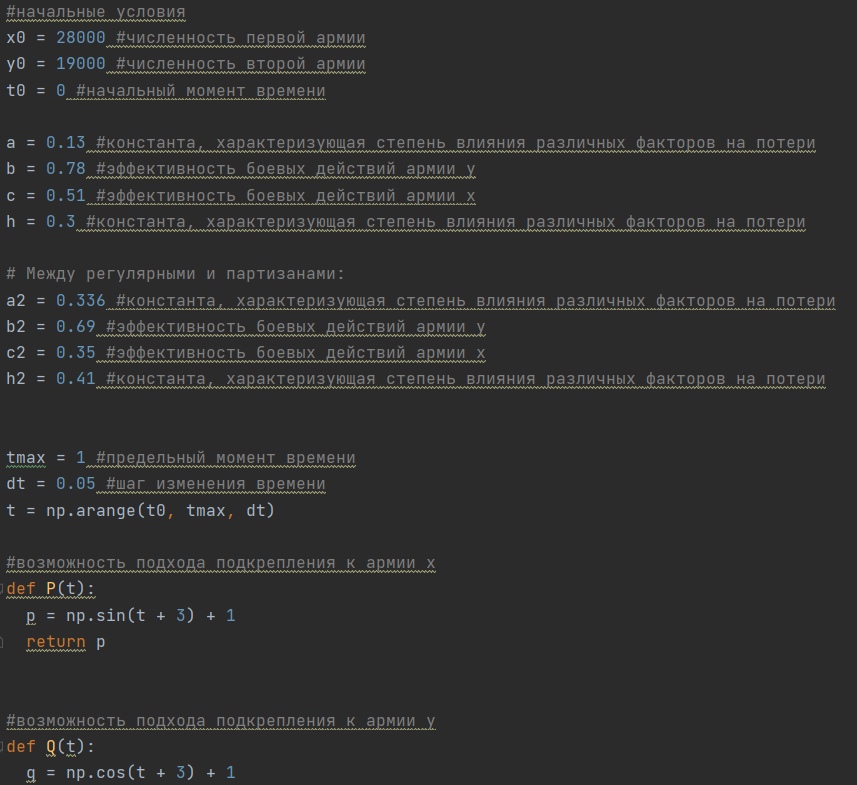 #начальные условия
x0 = 28000 #численность первой армии
y0 = 19000 #численность второй армии
t0 = 0 #начальный момент времени
a = 0.13 #константа, характеризующая степень влияния различных факторов на потери
b = 0.78 #эффективность боевых действий армии у
c = 0.51 #эффективность боевых действий армии х
h = 0.3 #константа, характеризующая степень влияния различных факторов на потери
# Между регулярными и партизанами:
a2 = 0.336 #константа, характеризующая степень влияния различных факторов на потери
b2 = 0.69 #эффективность боевых действий армии у
c2 = 0.35 #эффективность боевых действий армии х
h2 = 0.41 #константа, характеризующая степень влияния различных факторов на потери
tmax = 1 #предельный момент времени
dt = 0.05 #шаг изменения времени
t = np.arange(t0, tmax, dt)
#возможность подхода подкрепления к армии х
def P(t):
  p = np.sin(t + 3) + 1
  return p
#возможность подхода подкрепления к армии у
def Q(t):
  q = np.cos(t + 3) + 1